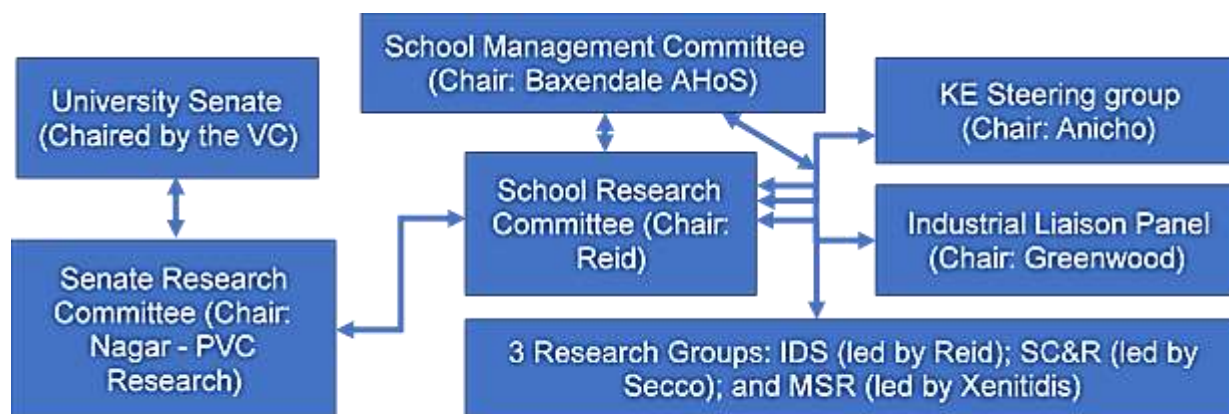 School Management Committee
(Chair: Baxendale AHoS)
University Senate
(Chaired by the VC)
KE Steering group
(Chair: Anicho)
School Research
Committee (Chair:
Reid)
Industrial Liaison Panel
(Chair: Greenwood)
Senate Research
Committee (Chair:
Nagar - PVC
Research)
3 Research Groups: IDS (led by Reid); SC&R (led by
Secco); and MSR (led by Xenitidis)